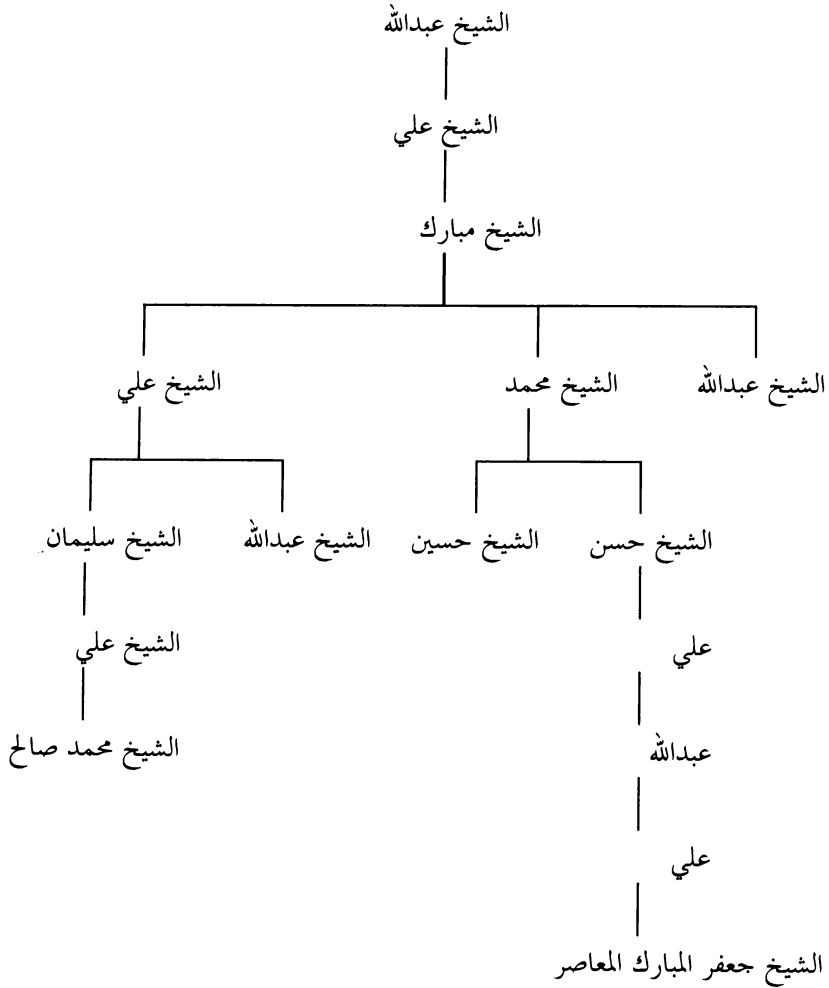 الشيخ عبدالله
الشيخ علي
الشيخ مبارك
الشيخ عبدالله
الشيخ محمد
الشيخ علي
الشيخ حسن
الشيخ حسين
الشيخ عبدالله
الشيخ سليمان
علي
الشيخ علي
عبدالله
الشيخ محمد صالح
علي
الشيخ جعفر المبارك المعاصر